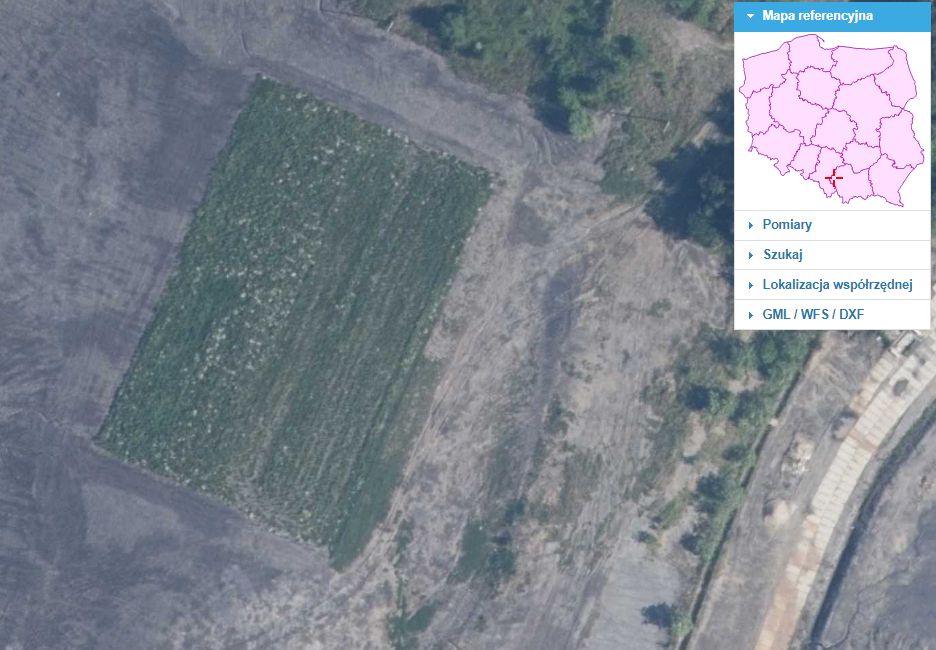 Mapa referencyjna
Pomiary
Szukaj
Lokalizacja współrzędnej
GML / WFS / DXF